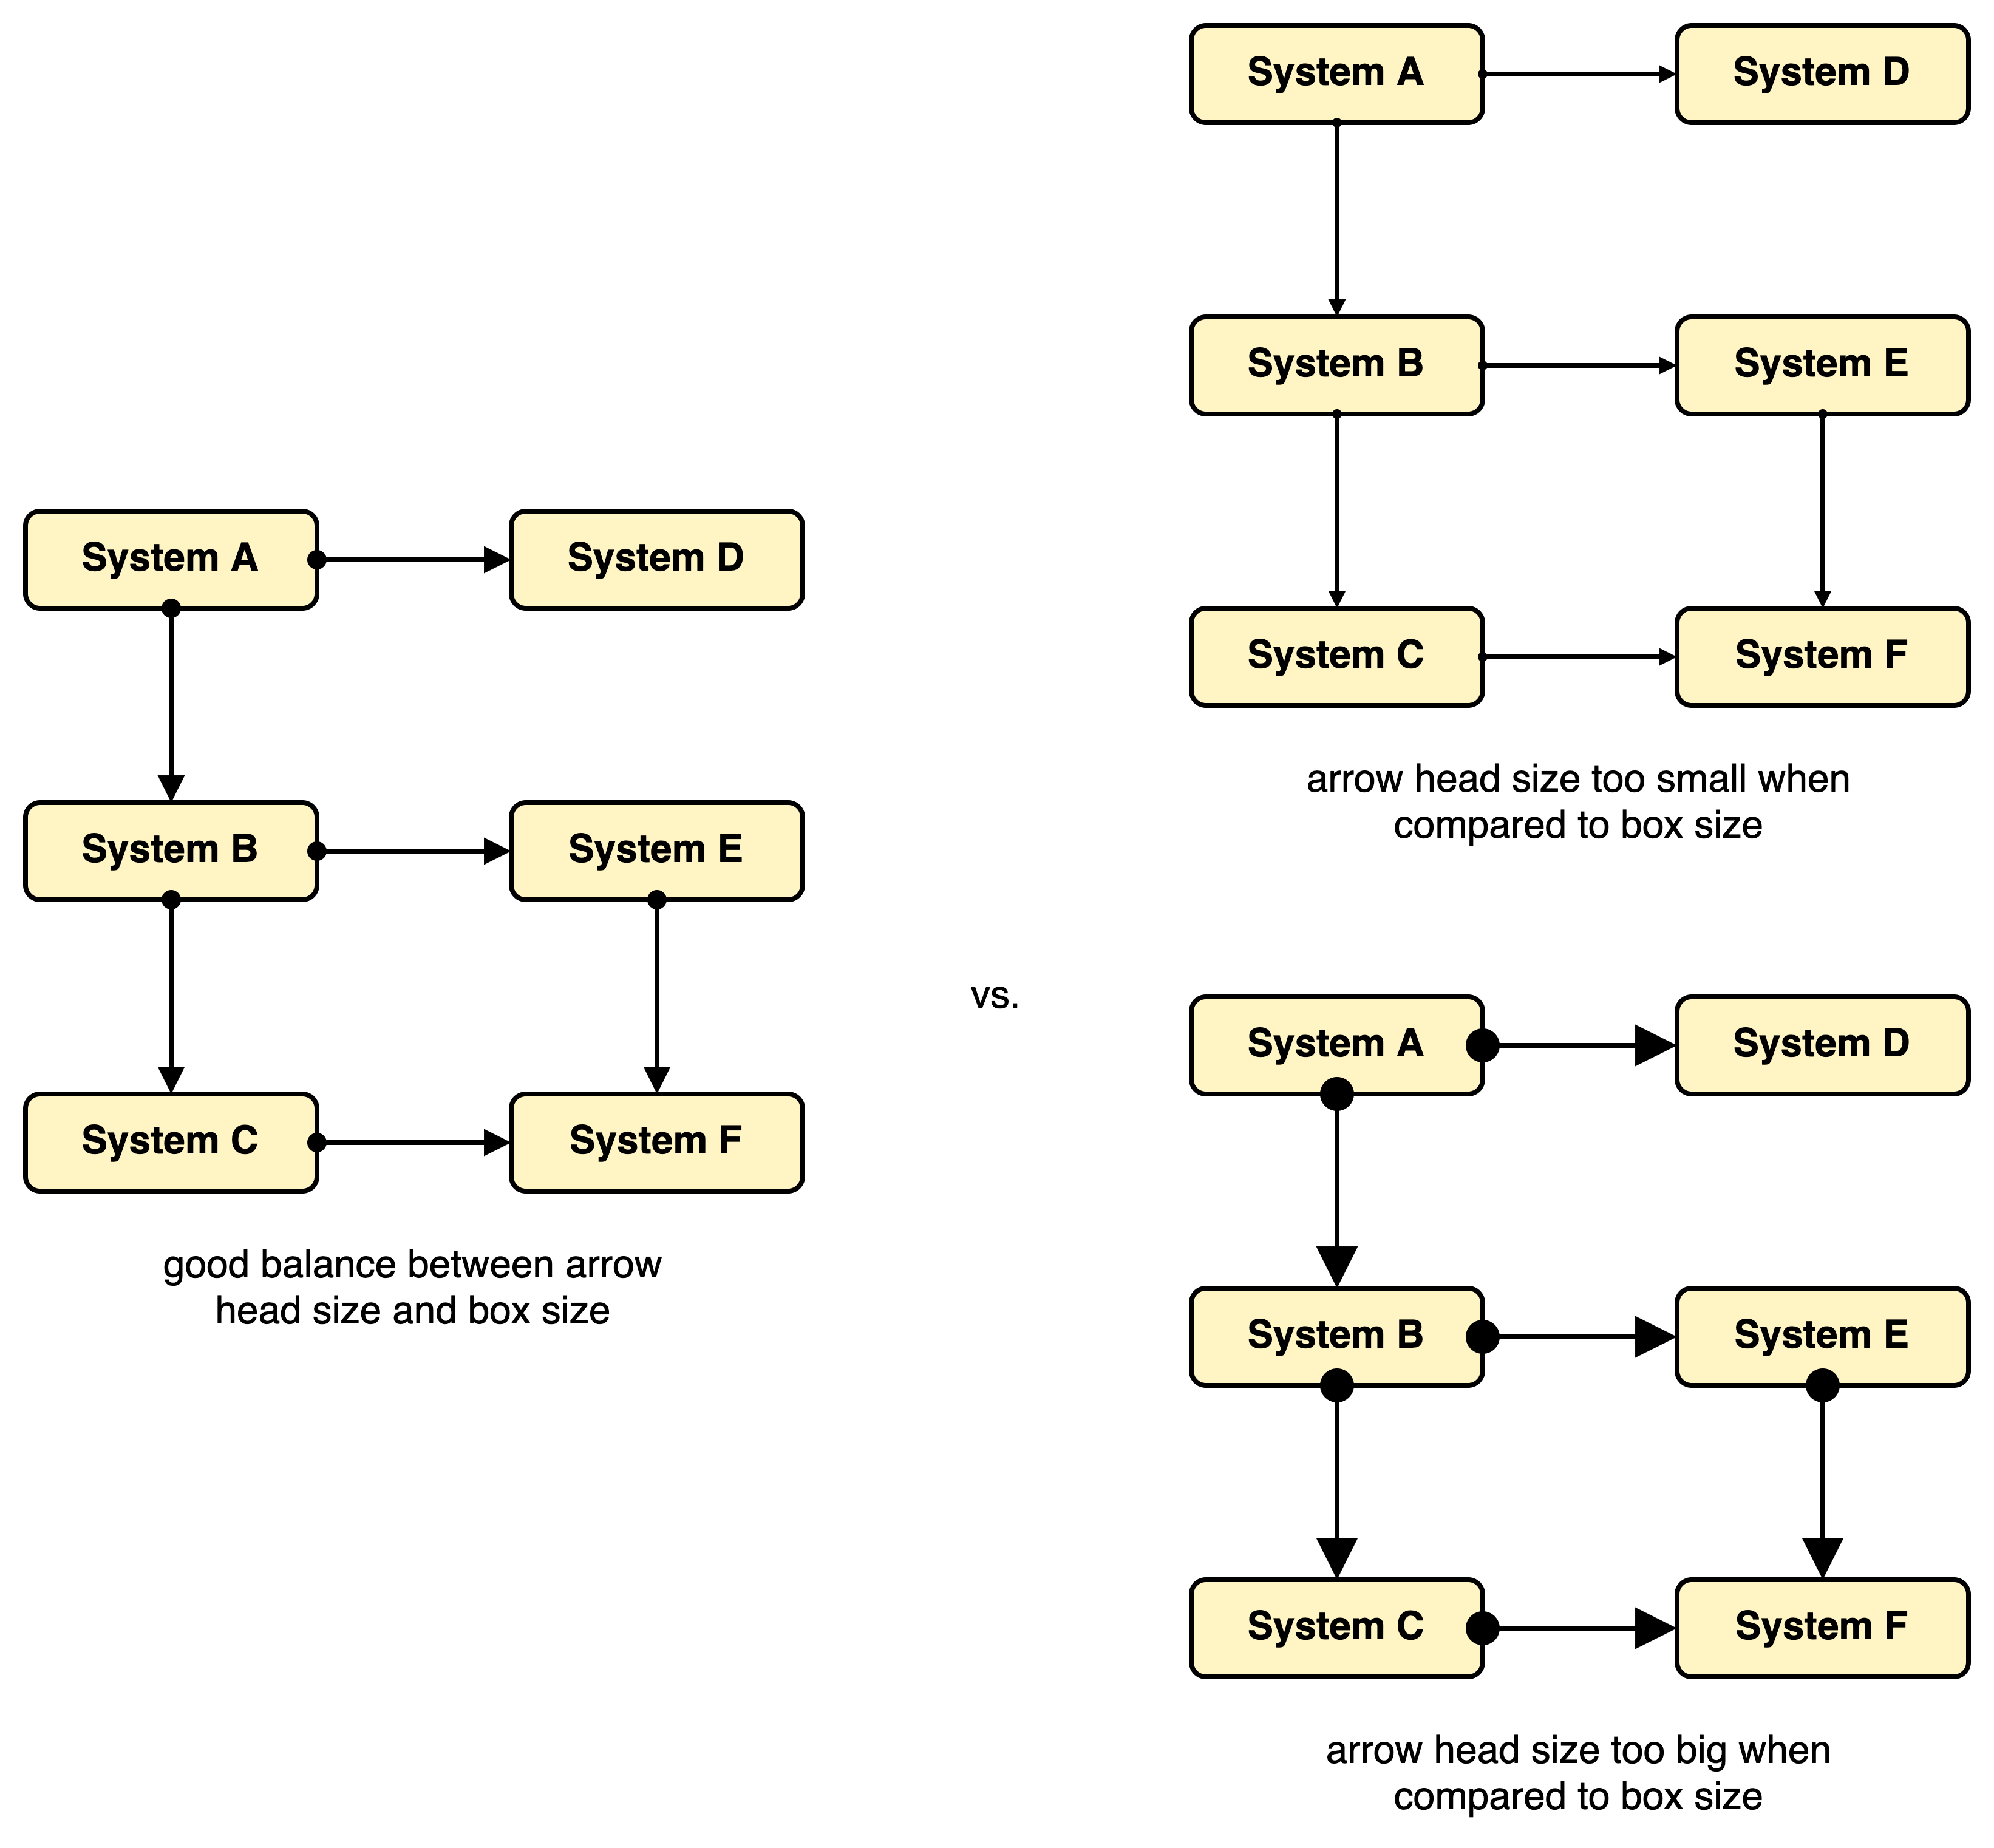 System A
System D
System B
System E
System C
System F
good balance between arrow
head size and box size
vs.
System A
System D
System B
System E
System C
System F
arrow head size too small when
compared to box size
System A
System D
System B
System E
System C
System F
arrow head size too big when
compared to box size